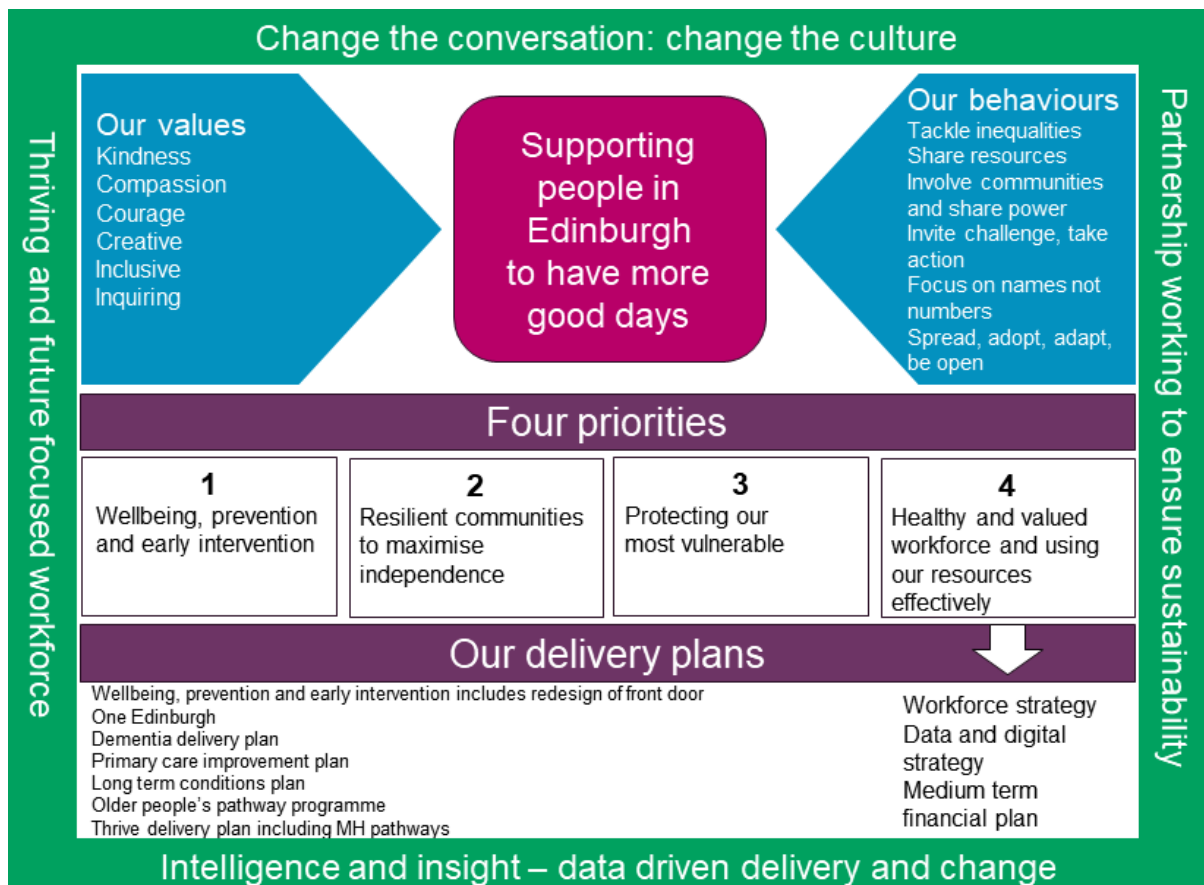 Change the conversation: change the culture
Thriving and future focused workforce
Our values
Kindness
Compassion
Courage
Creative
Inclusive
Inquiring
Supporting
people in
Edinburgh
to have more
good days
Our behaviours
Tackle inequalities
Share resources
Involve communities
and share power
Invite challenge, take
action
Focus on names not
numbers
Spread, adopt, adapt,
be open
Partnership working to ensure sustainability
Four priorities
1
Wellbeing, prevention
and early intervention
2
Resilient communities
to maximise
independence
3
Protecting our
most vulnerable
4
Healthy and valued
workforce and using
our resources
effectively
Our delivery plans
Wellbeing, prevention and early intervention includes redesign of front door
One Edinburgh
Dementia delivery plan
Primary care improvement plan
Long term conditions plan
Older people's pathway programme
Thrive delivery plan including MH pathways
Workforce strategy
Data and digital
strategy
Medium term
financial plan
Intelligence and insight – data driven delivery and change